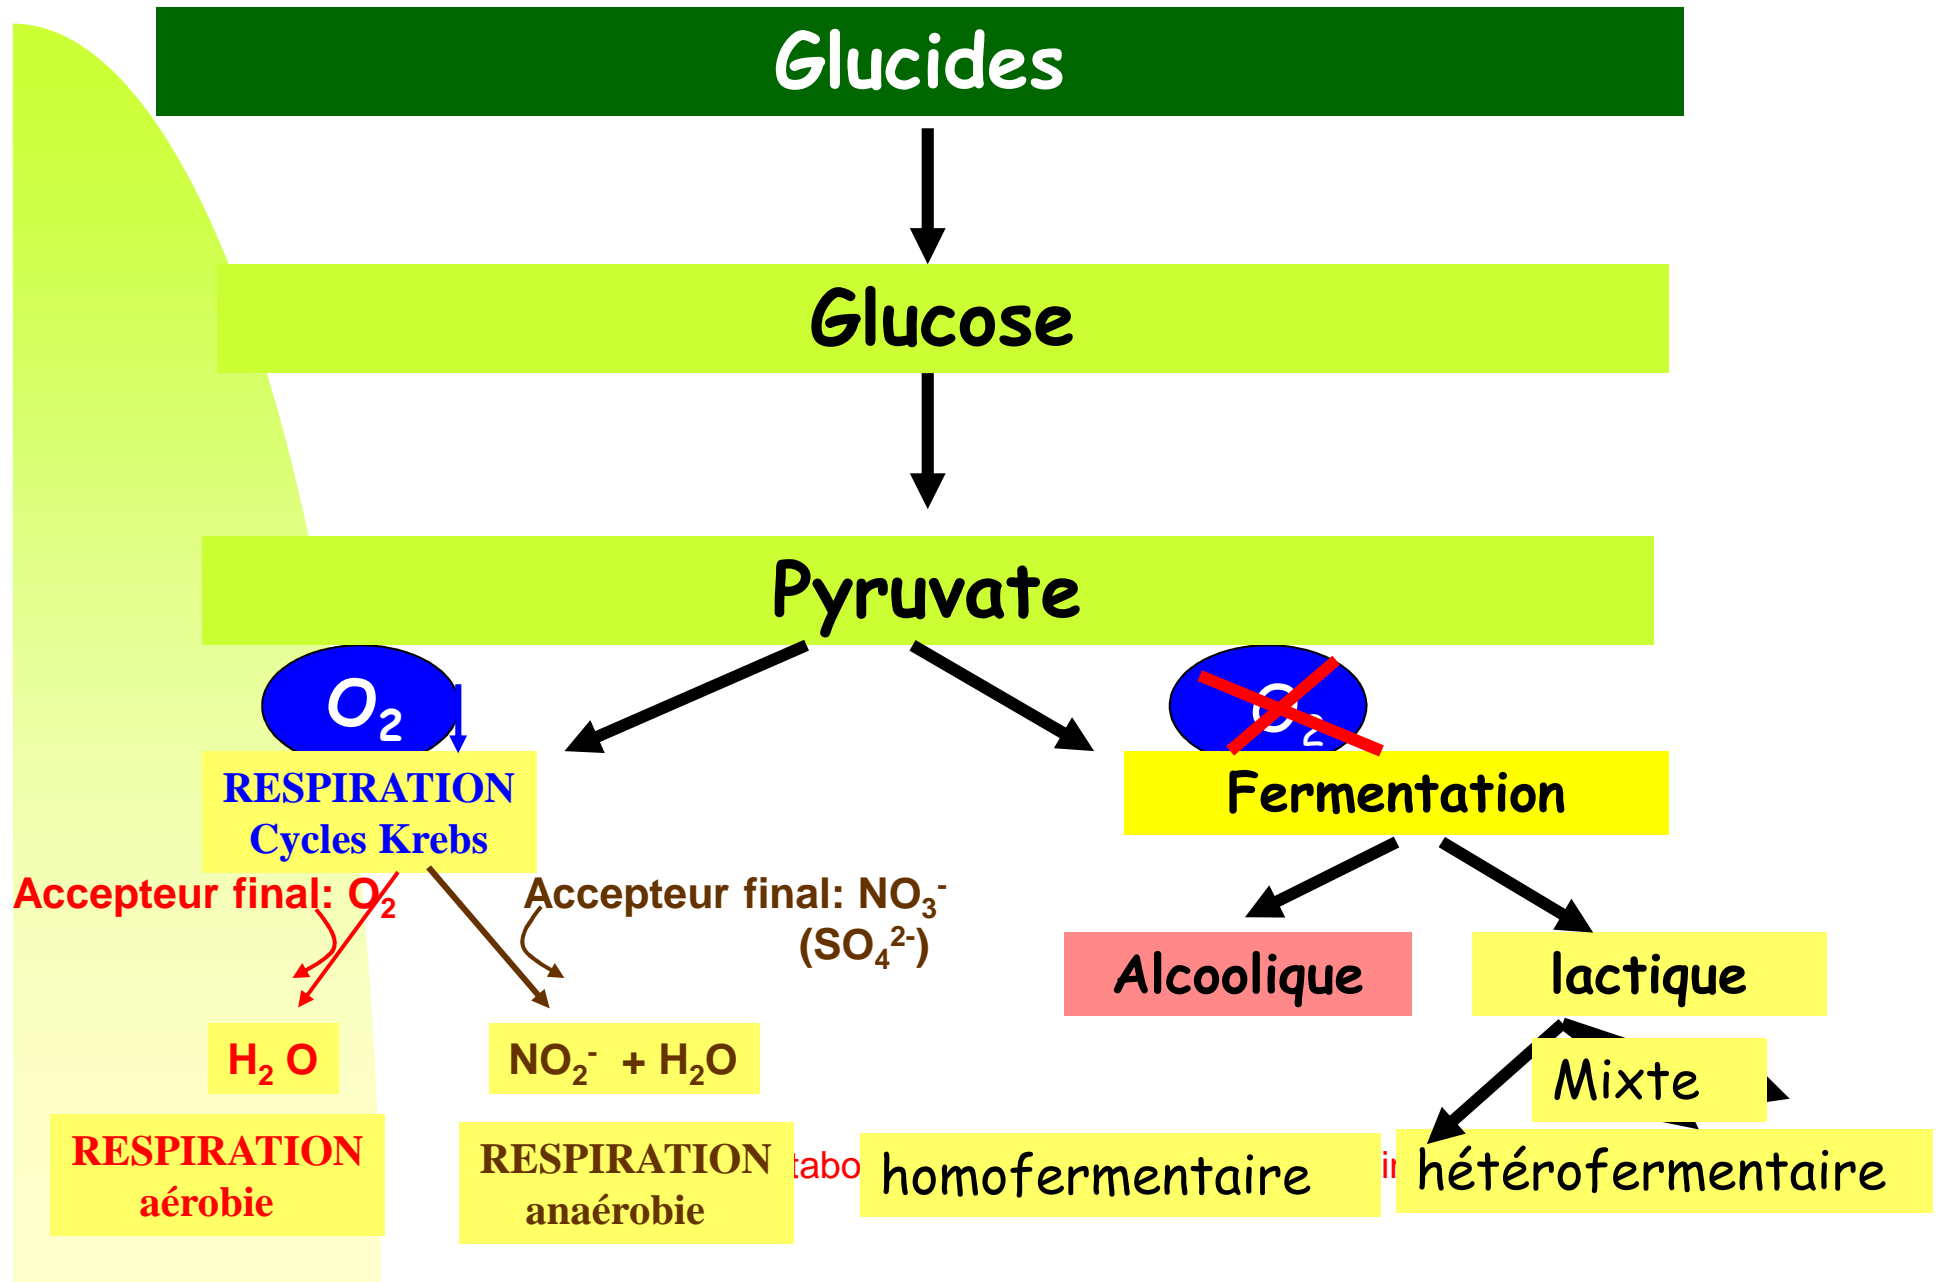 Glucides
Glucose
Pyruvate
O₂
O₂
RESPIRATION
Cycles Krebs
Fermentation
Accepteur final: O₂
Accepteur final: NO₃⁻
(SO₄²⁻)
Alcoolique
lactique
H₂ O
NO₂⁻ + H₂O
Mixte
RESPIRATION
aérobie
RESPIRATION
anaérobie
homofermentaire
hétérofermentaire